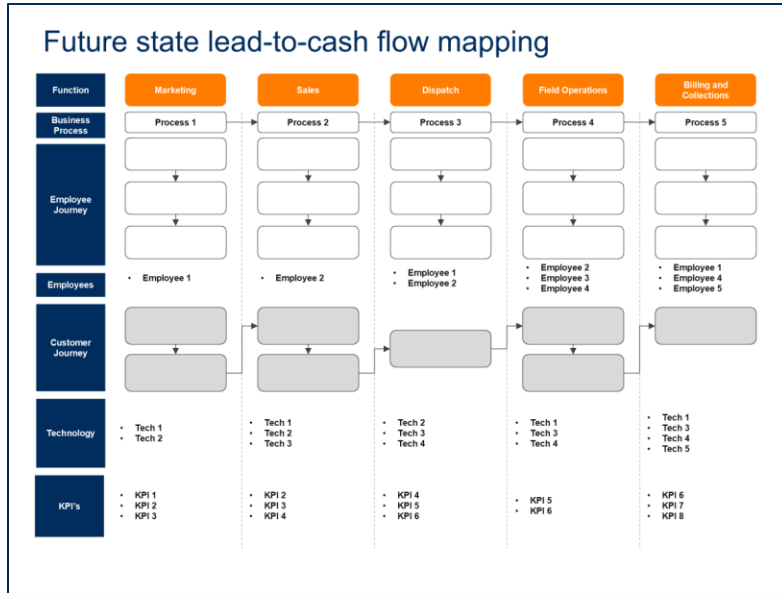 Future state lead-to-cash flow mapping
Function
Marketing
Sales
Dispatch
Field Operations
Billing and
Collections
Business
Process
Process 1
Process 2
Process 3
Process 4
Process 5
Employee
Journey
Employees
• Employee 1
• Employee 2
• Employee 1
• Employee 2
• Employee 2
• Employee 3
• Employee 4
• Employee 1
• Employee 4
• Employee 5
Customer
Journey
Technology
• Tech 1
• Tech 2
• Tech 1
• Tech 2
• Tech 3
• Tech 2
• Tech 3
• Tech 4
• Tech 1
• Tech 3
• Tech 4
• Tech 1
• Tech 3
• Tech 4
• Tech 5
KPI's
• KPI 1
• KPI 2
• KPI 3
• KPI 2
• KPI 3
• KPI 4
• KPI 4
• KPI 5
• KPI 6
• KPI 5
• KPI 6
• KPI 6
• KPI 7
• KPI 8